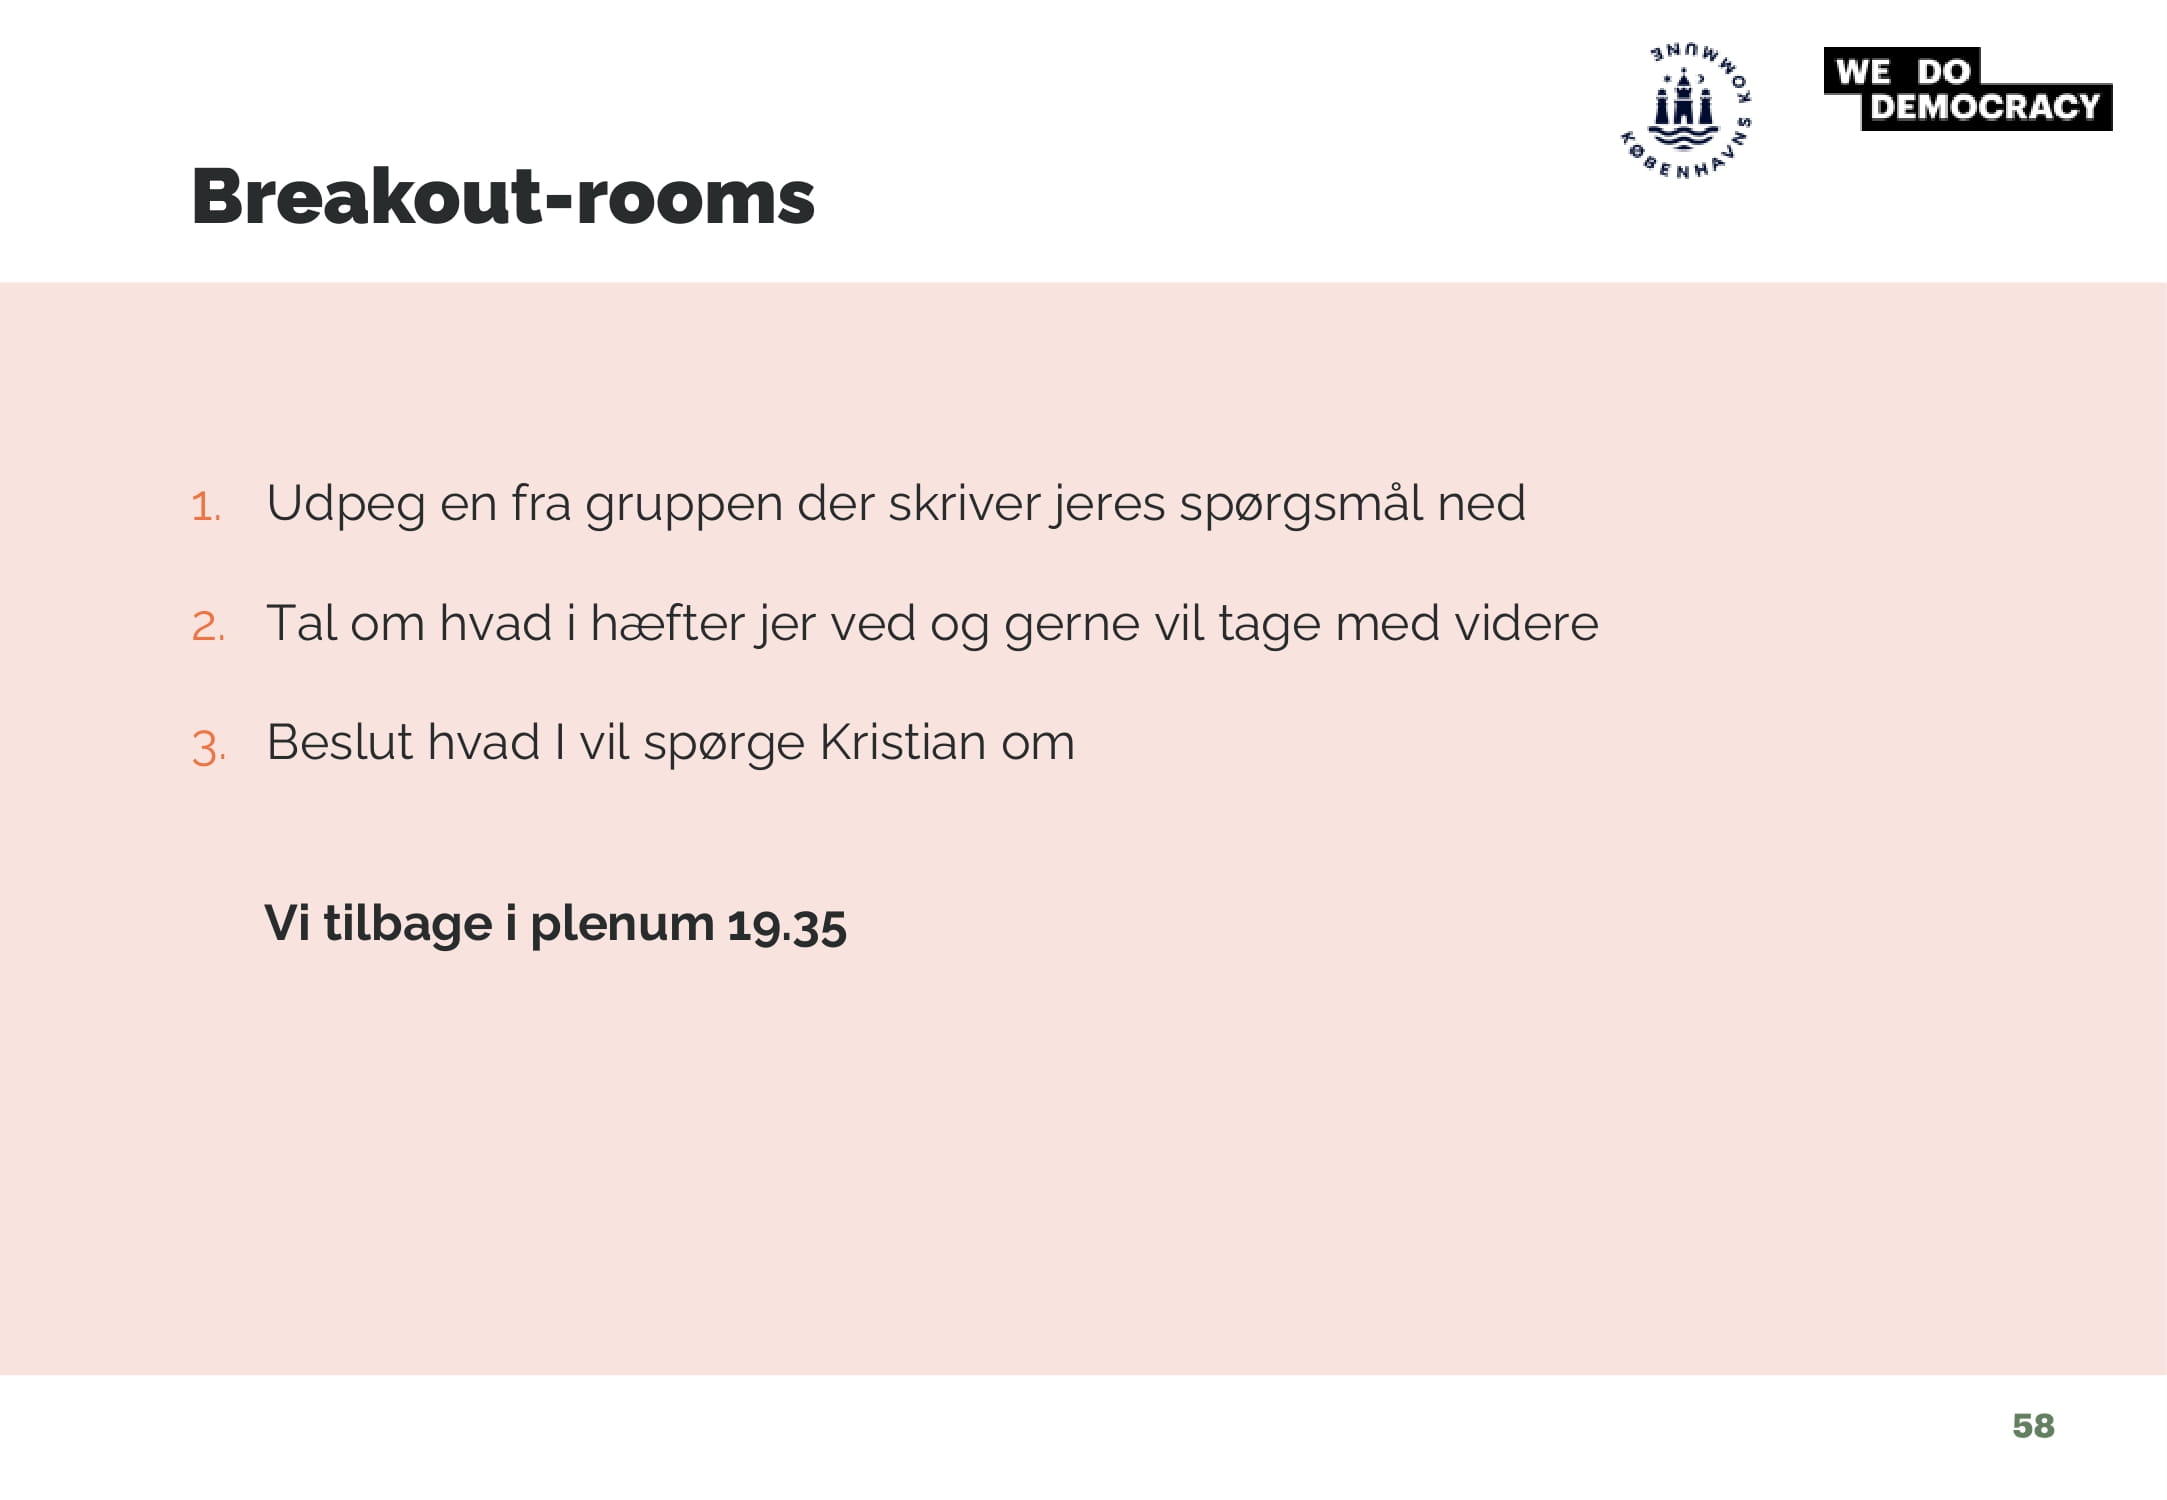 KØBENHAVNS KOMMUNE
WE DO
DEMOCRACY
Breakout-rooms
1. Udpeg en fra gruppen der skriver jeres spørgsmål ned
2. Tal om hvad i hæfter jer ved og gerne vil tage med videre
3. Beslut hvad I vil spørge Kristian om
Vi tilbage i plenum 19.35
58